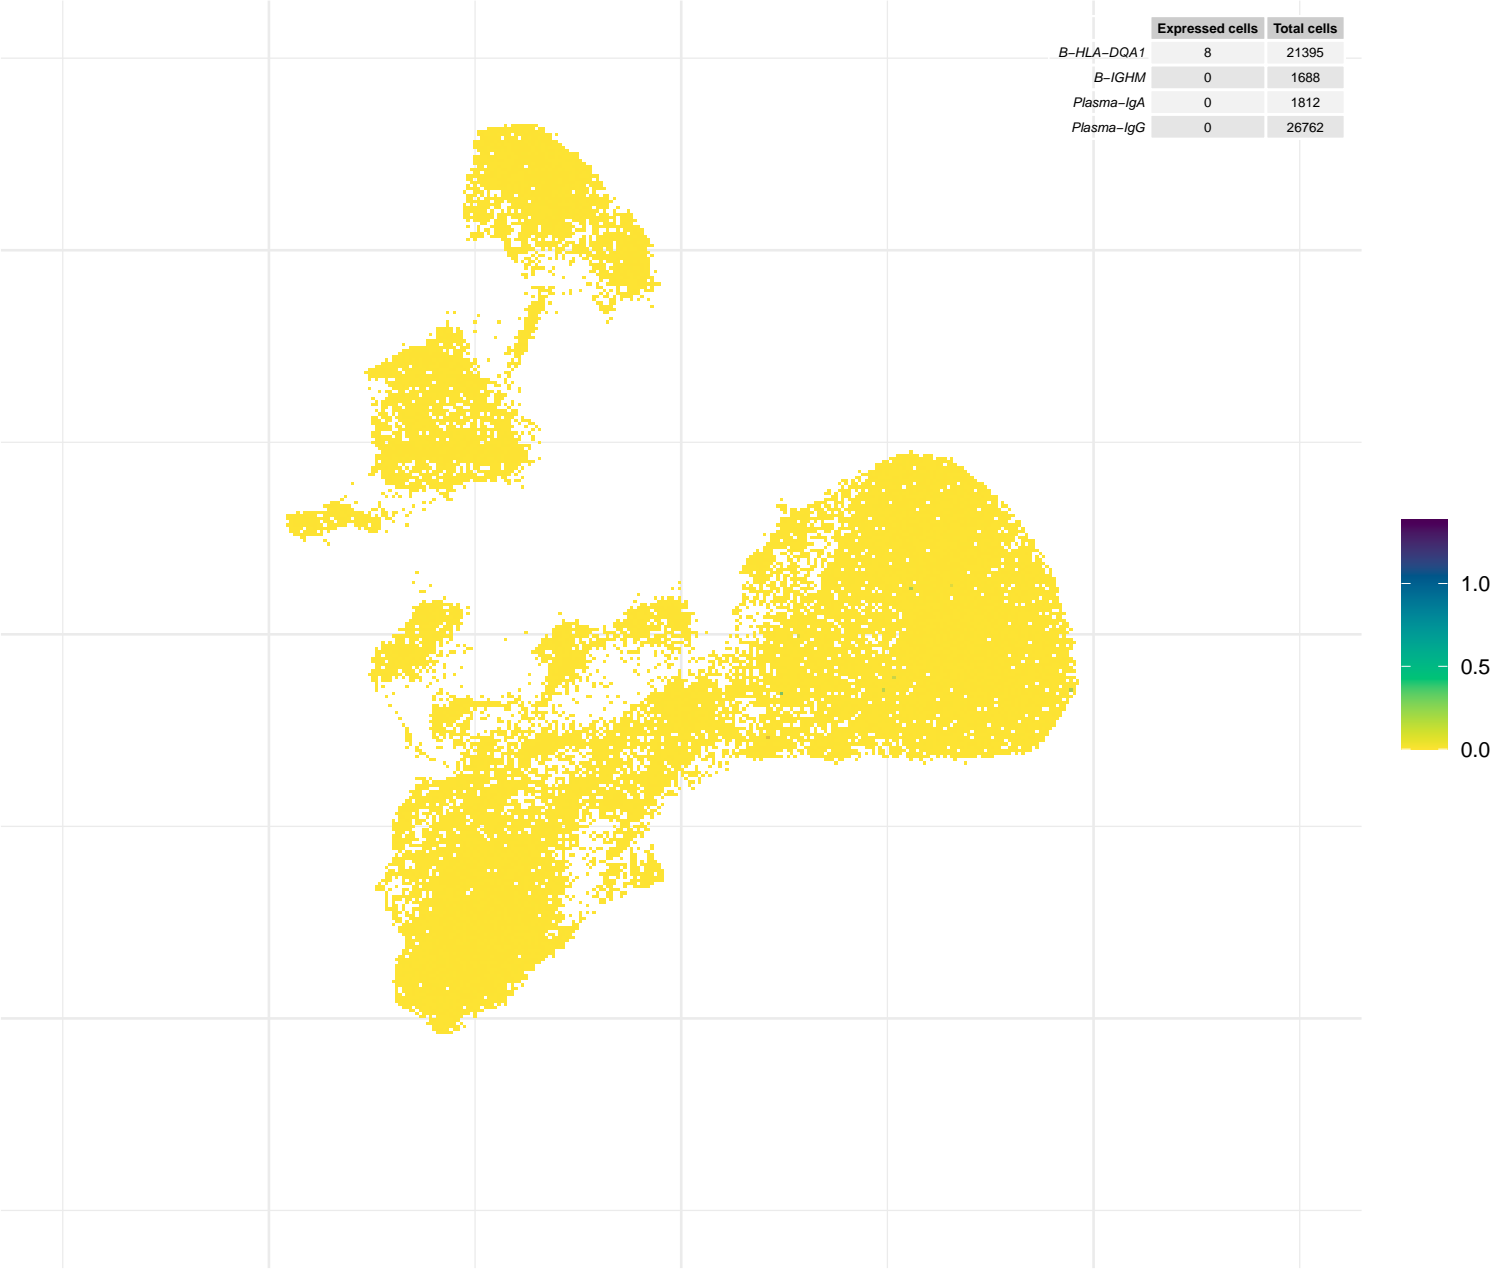 Expressed cells Total cells
B−HLA−DQA1 8 21395
B−IGHM 0 1688
Plasma−IgA 0 1812
Plasma−IgG 0 26762
1.0
0.5
0.0